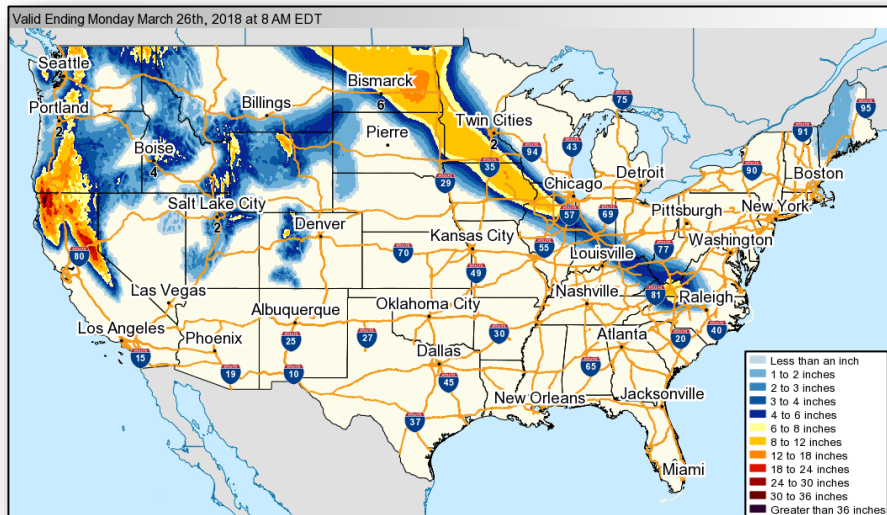 Valid Ending Monday March 26th, 2018 at 8 AM EDT
Seattle
Portland
2
Billings
Bismarck
6
Pierre
Twin Cities
2
75
95
91
Boise
4
94
43
35
29
90
Boston
Detroit
Chicago
Salt Lake City
2
57
69
Pittsburgh
New York
Denver
80
70
Kansas City
55
Louisville
77
Washington
49
Las Vegas
81
Raleigh
Nashville
Albuquerque
Oklahoma City
Los Angeles
Phoenix
25
27
30
Atlanta
20
40
15
19
10
Dallas
45
65
37
New Orleans
Jacksonville
Miami
Less than an inch
1 to 2 inches
2 to 3 inches
3 to 4 inches
4 to 6 inches
6 to 8 inches
8 to 12 inches
12 to 18 inches
18 to 24 inches
24 to 30 inches
30 to 36 inches
Greater than 36 inches